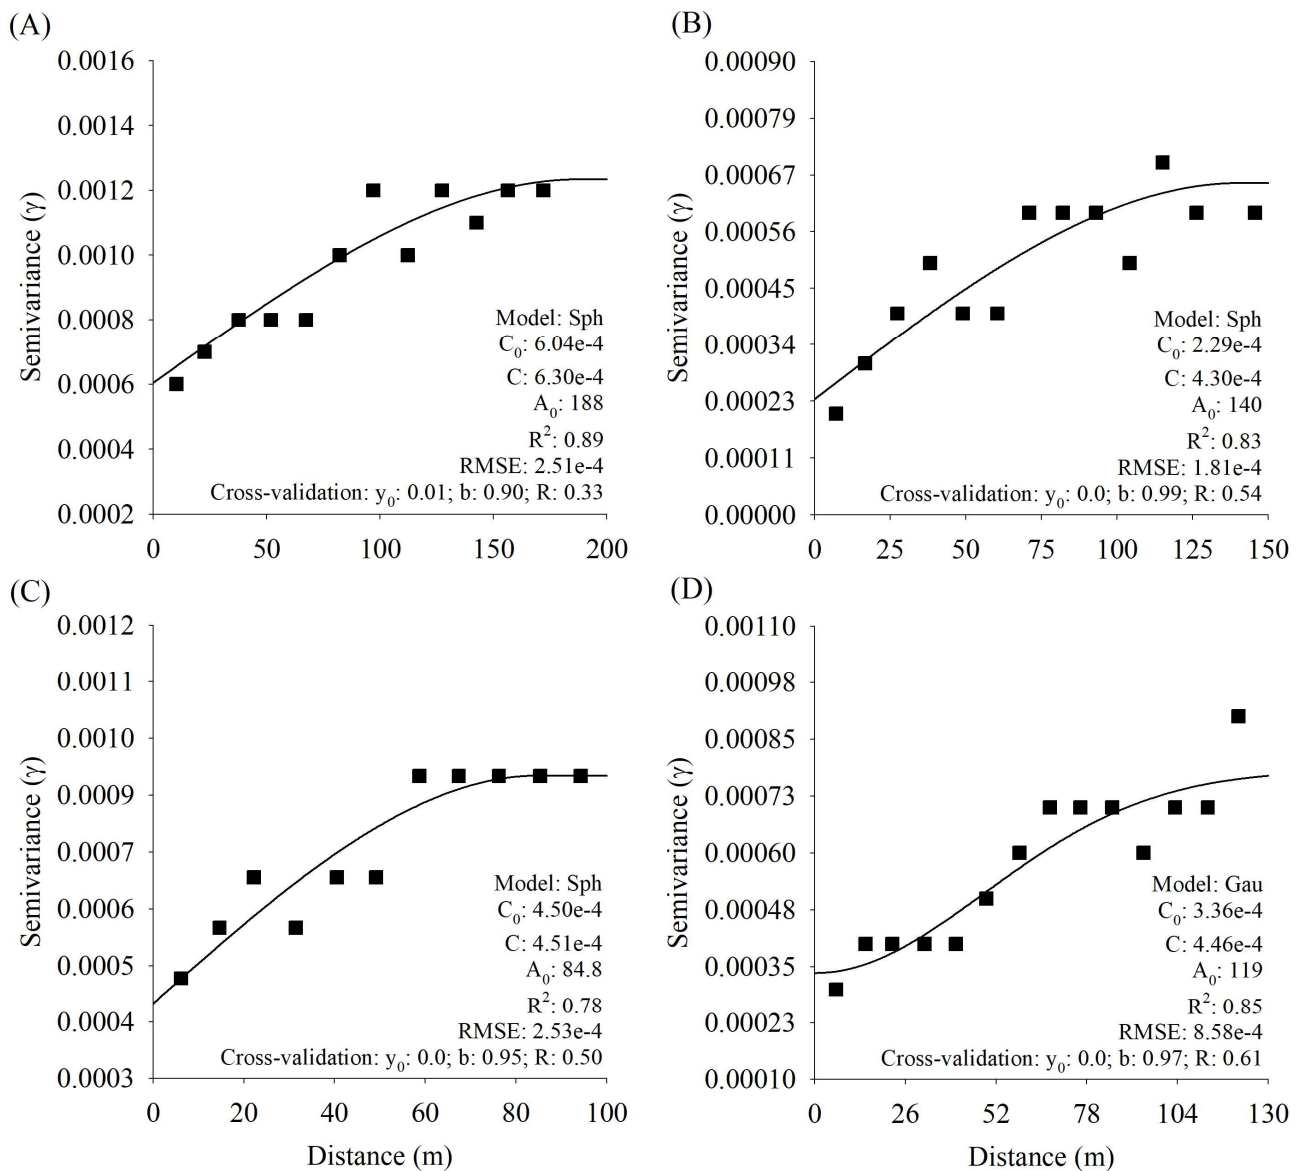 (A)
Semivariance (γ)
0.0016
0.0014
0.0012
0.0010
0.0008
0.0006
0.0004
0.0002
0
50
100
150
200
Model: Sph
C₀: 6.04e-4
C: 6.30e-4
A₀: 188
R²: 0.89
RMSE: 2.51e-4
Cross-validation: y₀: 0.01; b: 0.90; R: 0.33
(B)
Semivariance (γ)
0.00090
0.00079
0.00067
0.00056
0.00045
0.00034
0.00023
0.00011
0.00000
0
25
50
75
100
125
150
Model: Sph
C₀: 2.29e-4
C: 4.30e-4
A₀: 140
R²: 0.83
RMSE: 1.81e-4
Cross-validation: y₀: 0.0; b: 0.99; R: 0.54
(C)
Semivariance (γ)
0.0012
0.0011
0.0010
0.0009
0.0007
0.0006
0.0005
0.0004
0.0003
0
20
40
60
80
100
Distance (m)
Model: Sph
C₀: 4.50e-4
C: 4.51e-4
A₀: 84.8
R²: 0.78
RMSE: 2.53e-4
Cross-validation: y₀: 0.0; b: 0.95; R: 0.50
(D)
Semivariance (γ)
0.00110
0.00098
0.00085
0.00073
0.00060
0.00048
0.00035
0.00023
0.00010
0
26
52
78
104
130
Distance (m)
Model: Gau
C₀: 3.36e-4
C: 4.46e-4
A₀: 119
R²: 0.85
RMSE: 8.58e-4
Cross-validation: y₀: 0.0; b: 0.97; R: 0.61